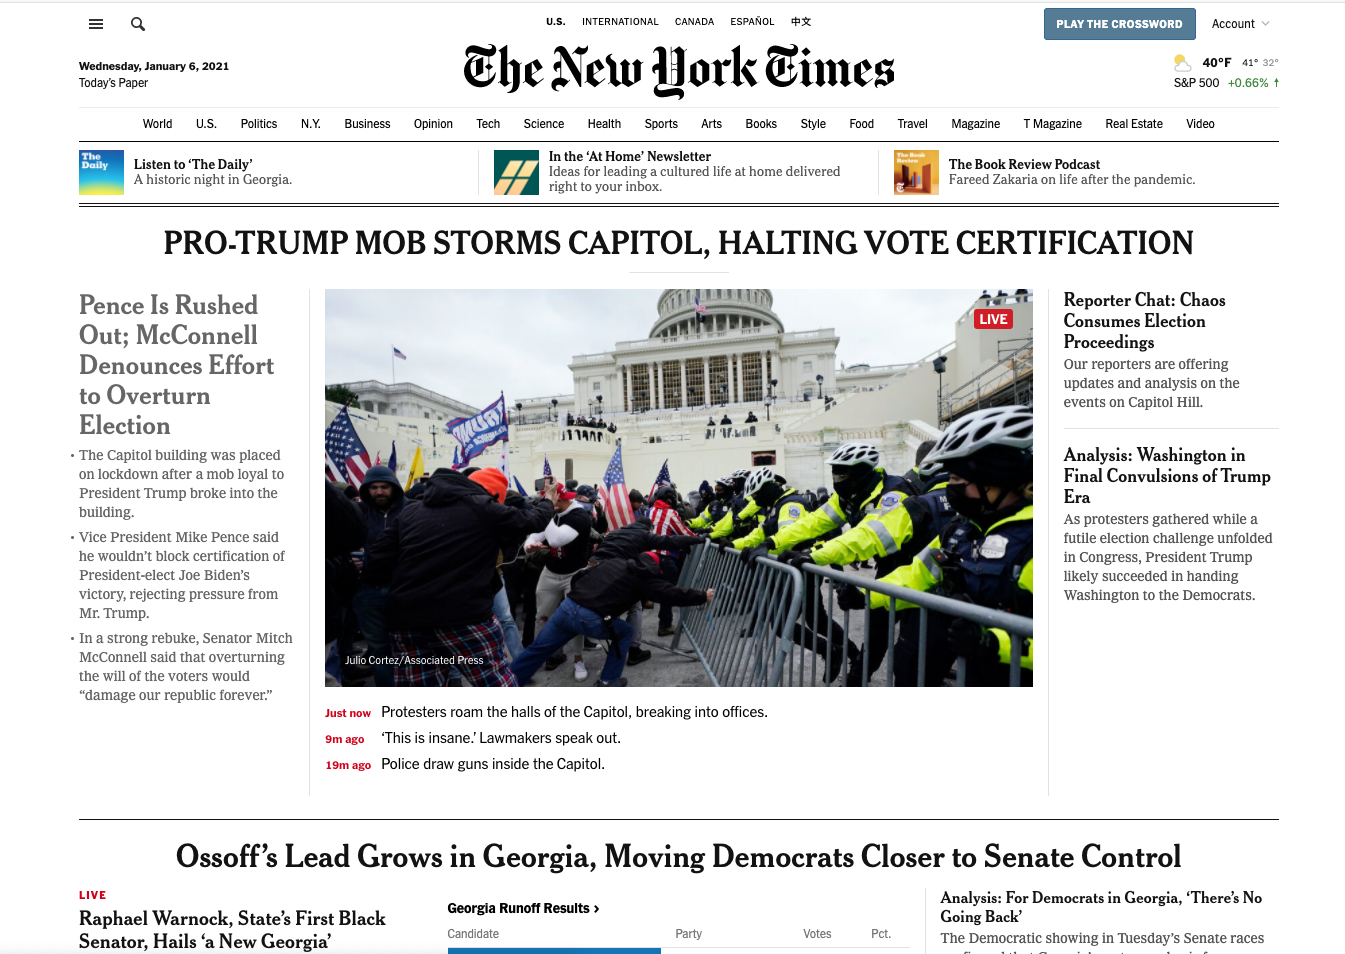 U.S. INTERNATIONAL CANADA ESPAÑOL 中文
PLAY THE CROSSWORD
Account
Wednesday, January 6, 2021
Today's Paper
The New York Times
40°F 41° 32°
S&P 500 +0.66% ↑
World U.S. Politics N.Y. Business Opinion Tech Science Health Sports Arts Books Style Food Travel Magazine T Magazine Real Estate Video
The
Daily
Listen to ‘The Daily’
A historic night in Georgia.
In the ‘At Home’ Newsletter
Ideas for leading a cultured life at home delivered
right to your inbox.
The Book
Review
The Book Review Podcast
Fareed Zakaria on life after the pandemic.
PRO-TRUMP MOB STORMS CAPITOL, HALTING VOTE CERTIFICATION
Pence Is Rushed
Out; McConnell
Denounces Effort
to Overturn
Election
• The Capitol building was placed
on lockdown after a mob loyal to
President Trump broke into the
building.
• Vice President Mike Pence said
he wouldn’t block certification of
President-elect Joe Biden’s
victory, rejecting pressure from
Mr. Trump.
• In a strong rebuke, Senator Mitch
McConnell said that overturning
the will of the voters would
“damage our republic forever.”
LIVE
TRUMP
Julio Cortez/Associated Press
Just now Protesters roam the halls of the Capitol, breaking into offices.
9m ago ‘This is insane.’ Lawmakers speak out.
19m ago Police draw guns inside the Capitol.
Reporter Chat: Chaos
Consumes Election
Proceedings
Our reporters are offering
updates and analysis on the
events on Capitol Hill.
Analysis: Washington in
Final Convulsions of Trump
Era
As protesters gathered while a
futile election challenge unfolded
in Congress, President Trump
likely succeeded in handing
Washington to the Democrats.
Ossoff’s Lead Grows in Georgia, Moving Democrats Closer to Senate Control
LIVE
Raphael Warnock, State’s First Black
Senator, Hails ‘a New Georgia’
Georgia Runoff Results ›
Candidate Party Votes Pct.
Analysis: For Democrats in Georgia, ‘There’s No
Going Back’
The Democratic showing in Tuesday’s Senate races